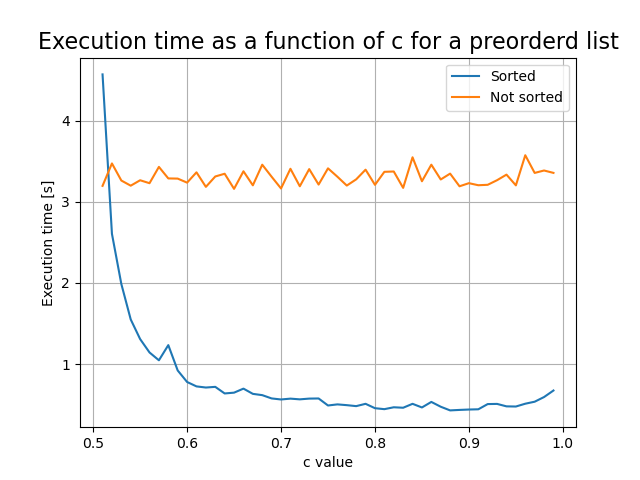 Execution time as a function of c for a preorderd list
Sorted
Not sorted
Execution time [s]
4
3
2
1
0.5 0.6 0.7 0.8 0.9 1.0
c value